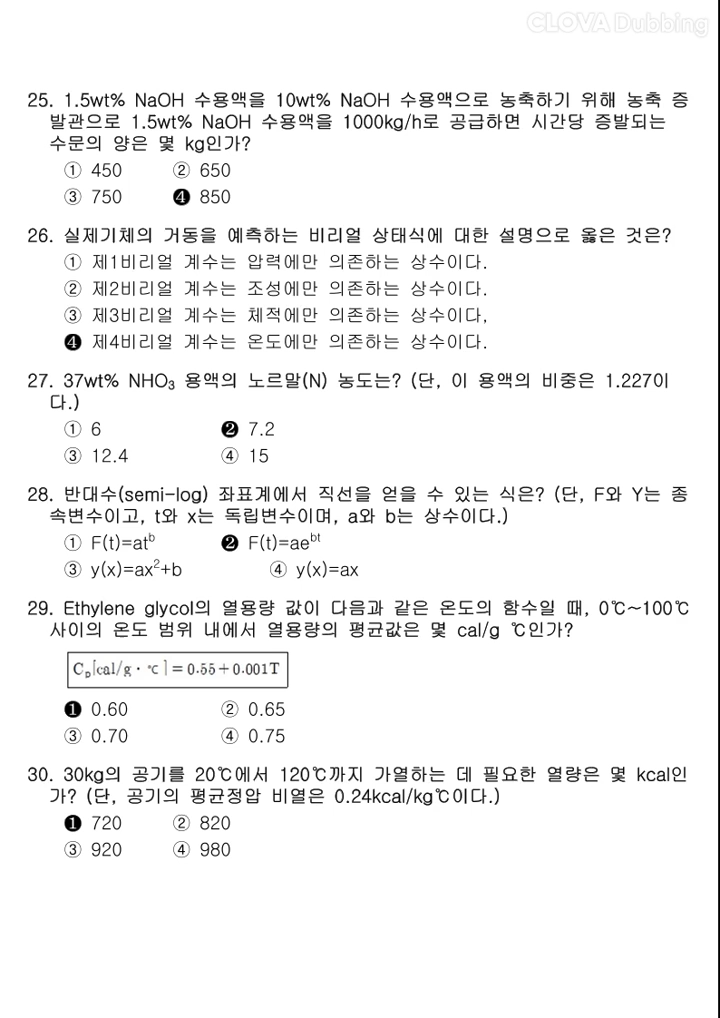 CLOVA Dubbing
25. 1.5wt% NaOH 수용액을 10wt% NaOH 수용액으로 농축하기 위해 농축 증
발관으로 1.5wt% NaOH 수용액을 1000kg/h로 공급하면 시간당 증발되는
수분의 양은 몇 kg인가?
① 450 ② 650
③ 750 ❹ 850
26. 실제기체의 거동을 예측하는 비리얼 상태식에 대한 설명으로 옳은 것은?
① 제1비리얼 계수는 압력에만 의존하는 상수이다.
② 제2비리얼 계수는 조성에만 의존하는 상수이다.
③ 제3비리얼 계수는 체적에만 의존하는 상수이다,
❹ 제4비리얼 계수는 온도에만 의존하는 상수이다.
27. 37wt% NHO₃ 용액의 노르말(N) 농도는? (단, 이 용액의 비중은 1.227이
다.)
① 6 ❷ 7.2
③ 12.4 ④ 15
28. 반대수(semi-log) 좌표계에서 직선을 얻을 수 있는 식은? (단, F와 Y는 종
속변수이고, t와 x는 독립변수이며, a와 b는 상수이다.)
① F(t)=atᵇ ❷ F(t)=aeᵇᵗ
③ y(x)=ax²+b ④ y(x)=ax
29. Ethylene glycol의 열용량 값이 다음과 같은 온도의 함수일 때, 0℃~100℃
사이의 온도 범위 내에서 열용량의 평균값은 몇 cal/g ℃인가?
Cₚ[cal/g · ℃] = 0.55 + 0.001T
❶ 0.60 ② 0.65
③ 0.70 ④ 0.75
30. 30kg의 공기를 20℃에서 120℃까지 가열하는 데 필요한 열량은 몇 kcal인
가? (단, 공기의 평균정압 비열은 0.24kcal/kg℃이다.)
❶ 720 ② 820
③ 920 ④ 980